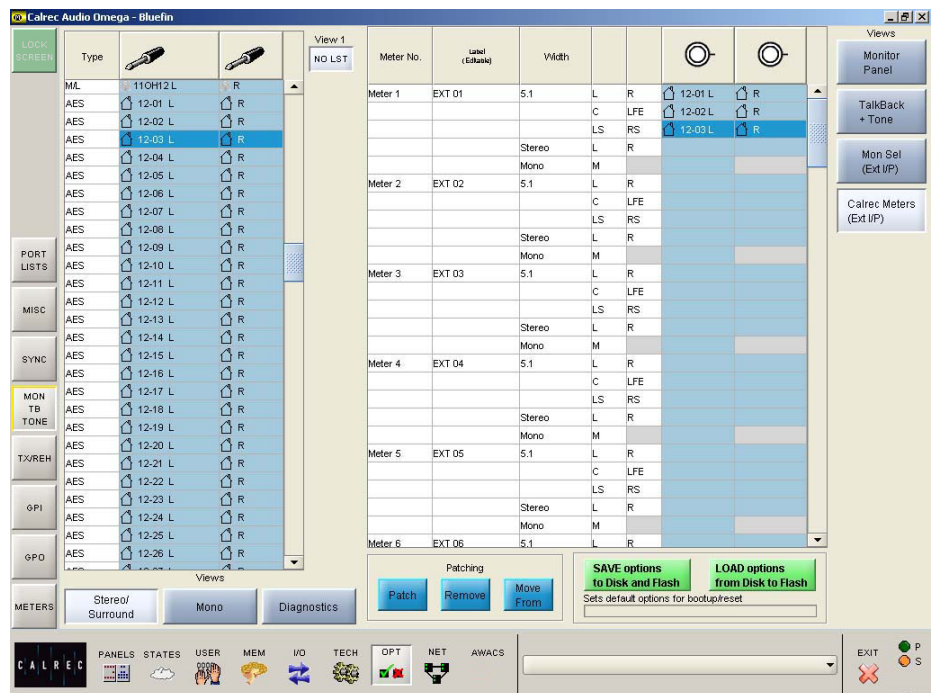 Calrec Audio Omega - Bluefin
LOCK
SCREEN
PORT
LISTS
MISC
SYNC
MON
TB
TONE
TX/REH
GPI
GPO
METERS
Type
M/L 11OH12 L R
AES 12-01 L R
AES 12-02 L R
AES 12-03 L R
AES 12-04 L R
AES 12-05 L R
AES 12-06 L R
AES 12-07 L R
AES 12-08 L R
AES 12-09 L R
AES 12-10 L R
AES 12-11 L R
AES 12-12 L R
AES 12-13 L R
AES 12-14 L R
AES 12-15 L R
AES 12-16 L R
AES 12-17 L R
AES 12-18 L R
AES 12-19 L R
AES 12-20 L R
AES 12-21 L R
AES 12-22 L R
AES 12-23 L R
AES 12-24 L R
AES 12-25 L R
AES 12-26 L R
AES 12-27 L R
Views
Stereo/
Surround
Mono
Diagnostics
View 1
NO LST
Meter No. Label (Editable) Width
Meter 1 EXT 01 5.1 L R 12-01 L R
C LFE 12-02 L R
LS RS 12-03 L R
Stereo L R
Mono M
Meter 2 EXT 02 5.1 L R
C LFE
LS RS
Stereo L R
Mono M
Meter 3 EXT 03 5.1 L R
C LFE
LS RS
Stereo L R
Mono M
Meter 4 EXT 04 5.1 L R
C LFE
LS RS
Stereo L R
Mono M
Meter 5 EXT 05 5.1 L R
C LFE
LS RS
Stereo L R
Mono M
Meter 6 EXT 06 5.1 L R
Patching
Patch
Remove
Move
From
SAVE options
to Disk and Flash
LOAD options
from Disk to Flash
Sets default options for bootup/reset
Views
Monitor
Panel
TalkBack
+ Tone
Mon Sel
(Ext I/P)
Calrec Meters
(Ext I/P)
CALREC
PANELS STATES USER MEM I/O TECH OPT NET AWACS
EXIT
P
S